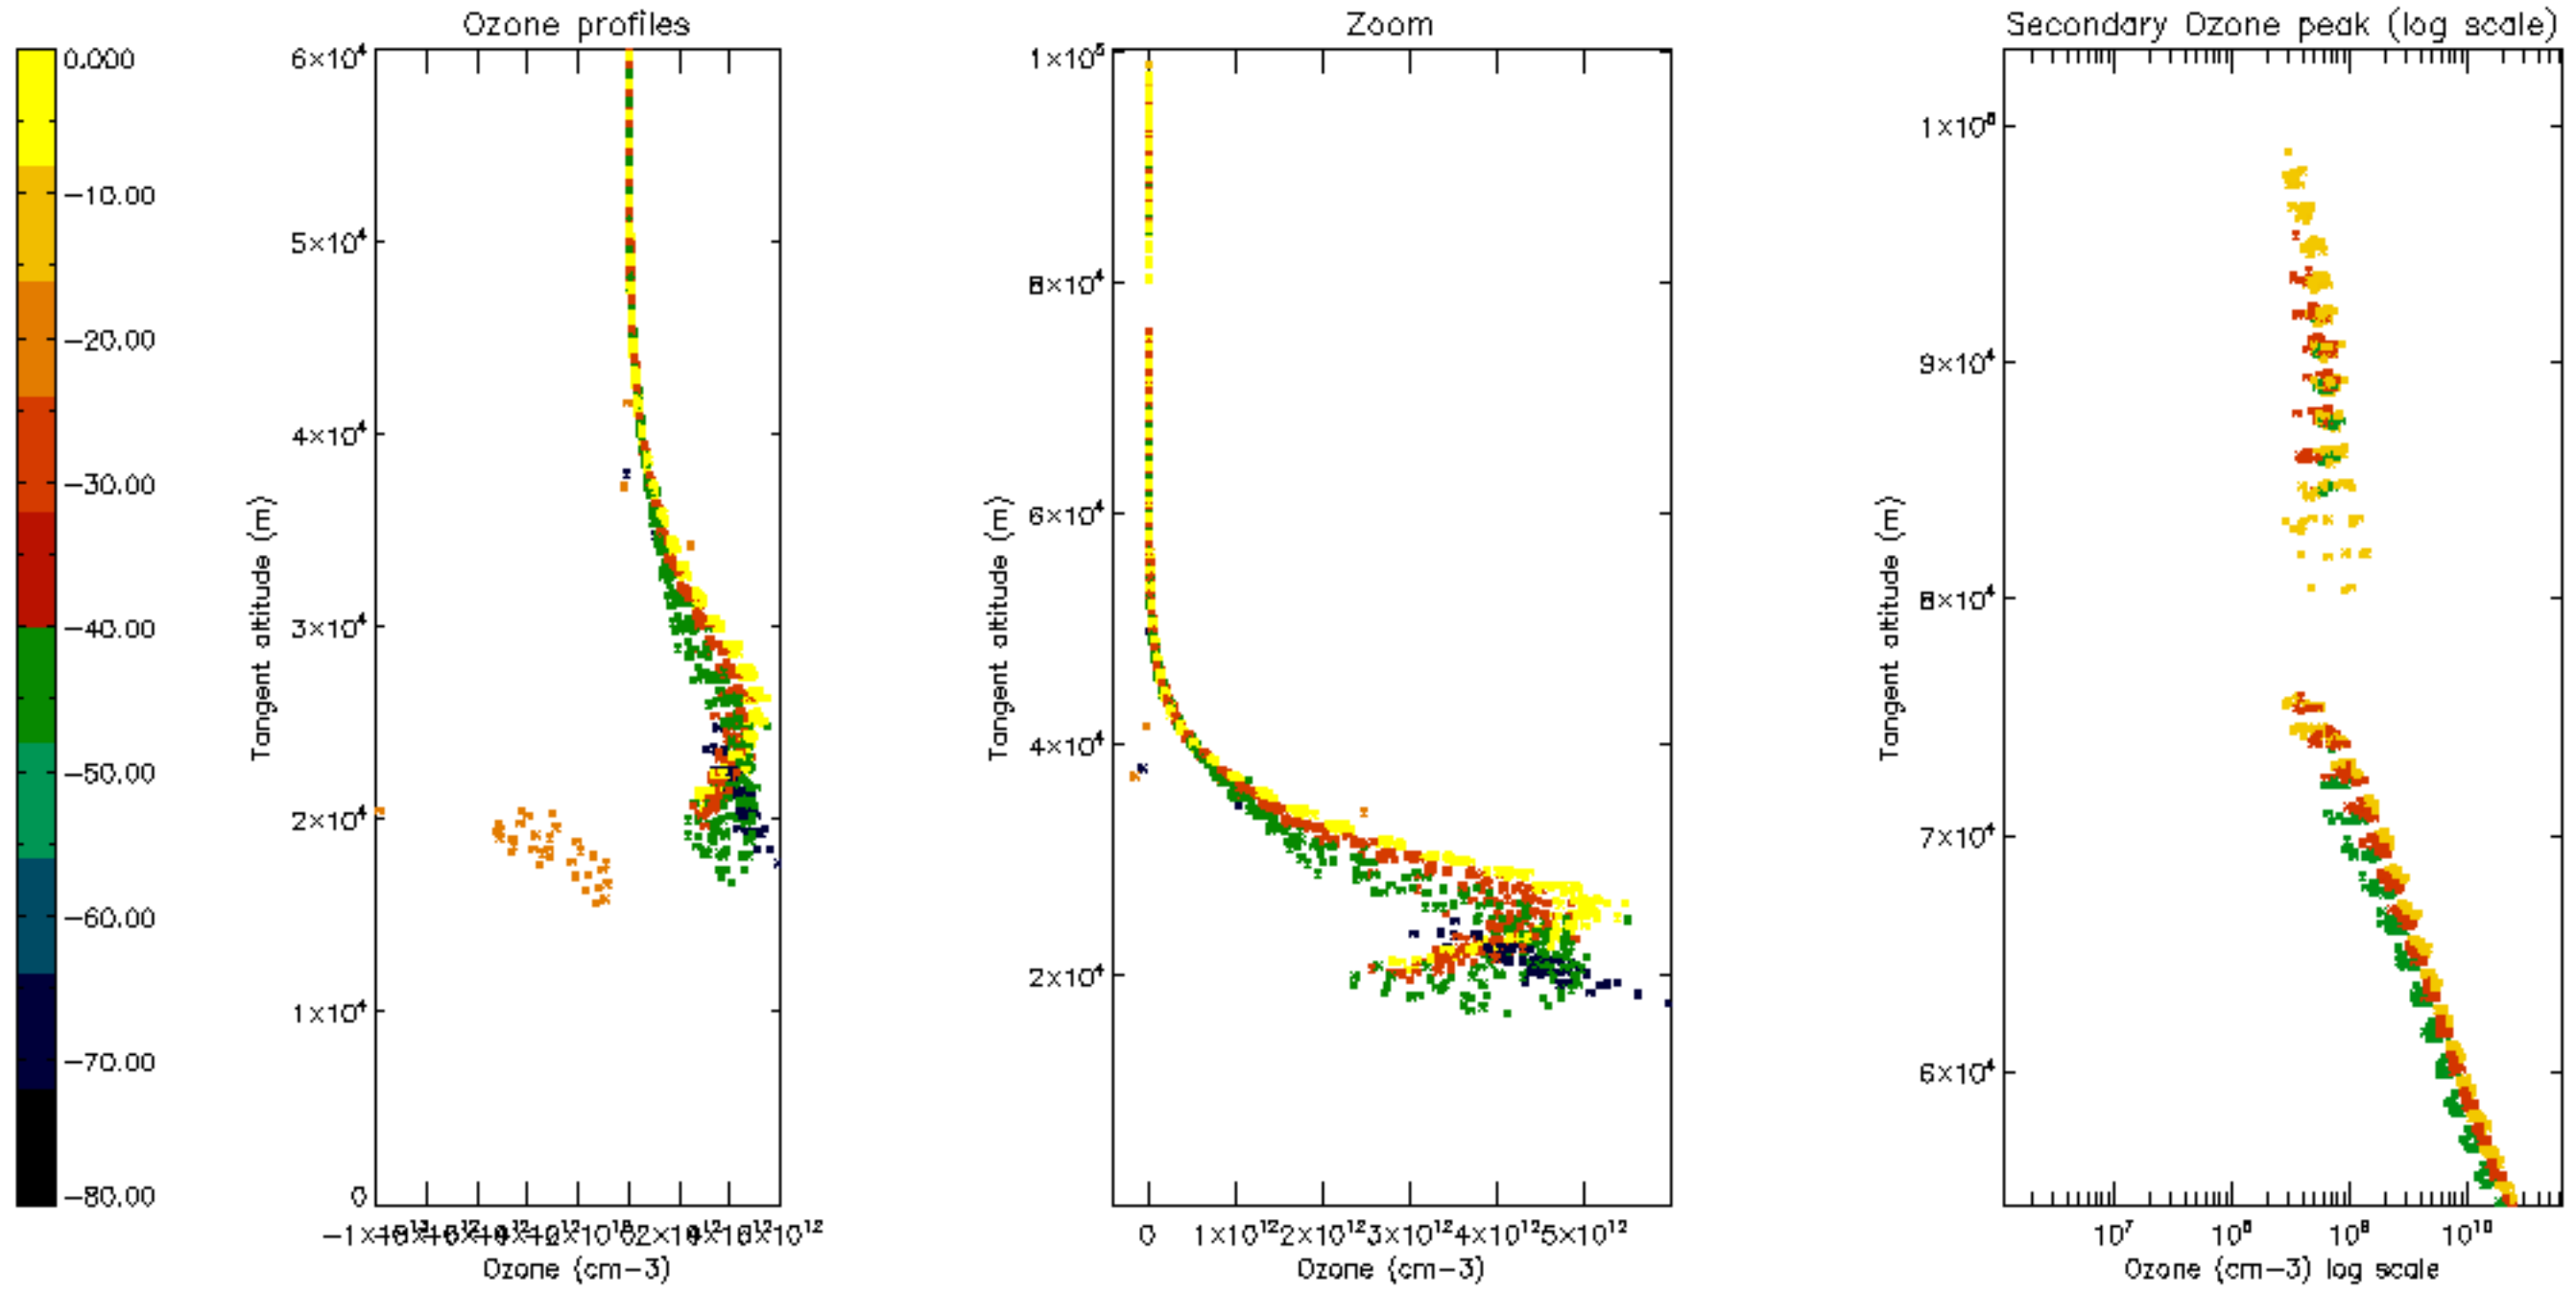 Ozone profiles
Zoom
Secondary Ozone peak (log scale)
0.000
-10.00
-20.00
-30.00
-40.00
-50.00
-60.00
-70.00
-80.00
6×10⁴
5×10⁴
4×10⁴
3×10⁴
2×10⁴
1×10⁴
0
Tangent altitude (m)
Ozone (cm-3)
1×10⁵
8×10⁴
6×10⁴
4×10⁴
2×10⁴
Tangent altitude (m)
0 1×10¹² 2×10¹² 3×10¹² 4×10¹² 5×10¹²
Ozone (cm-3)
1×10⁵
9×10⁴
8×10⁴
7×10⁴
6×10⁴
Tangent altitude (m)
10⁷ 10⁸ 10⁹ 10¹⁰
Ozone (cm-3) log scale